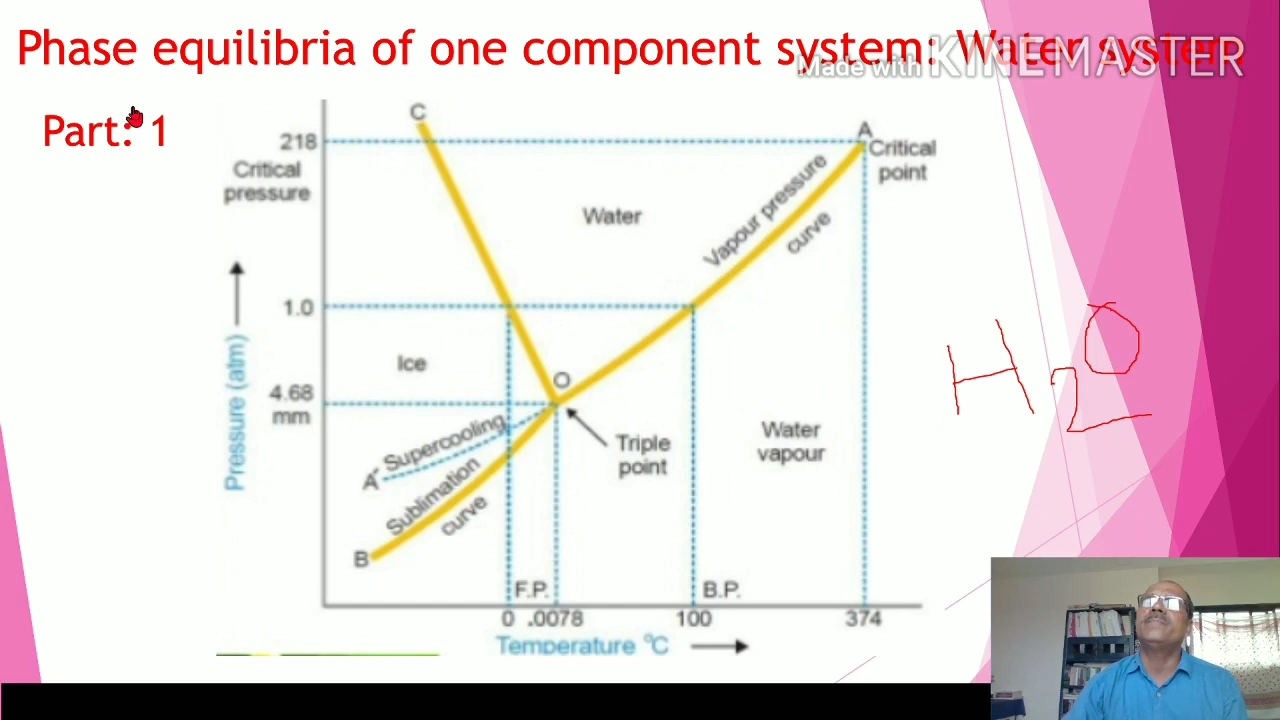 Phase equilibria of one component system: Water system
Made with KINEMASTER
Part: 1
C
A
218
Critical
pressure
Critical
point
Water
Vapour pressure
curve
1.0
Ice
O
4.68
mm
Pressure (atm)
Supercooling
A'
Sublimation
curve
B
Triple
point
Water
vapour
F.P.
B.P.
0
.0078
100
374
Temperature °C
H2O